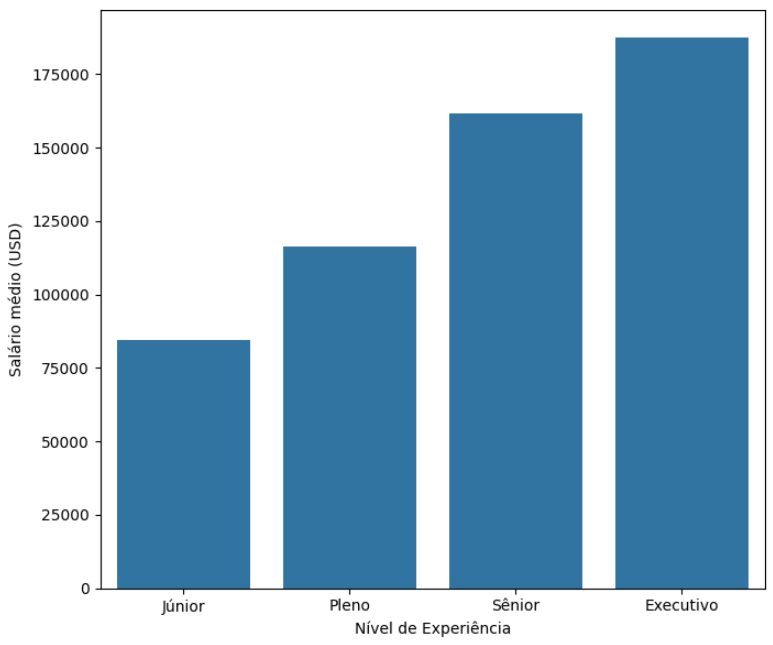 Salário médio (USD)
175000
150000
125000
100000
75000
50000
25000
0
Júnior Pleno Sênior Executivo
Nível de Experiência